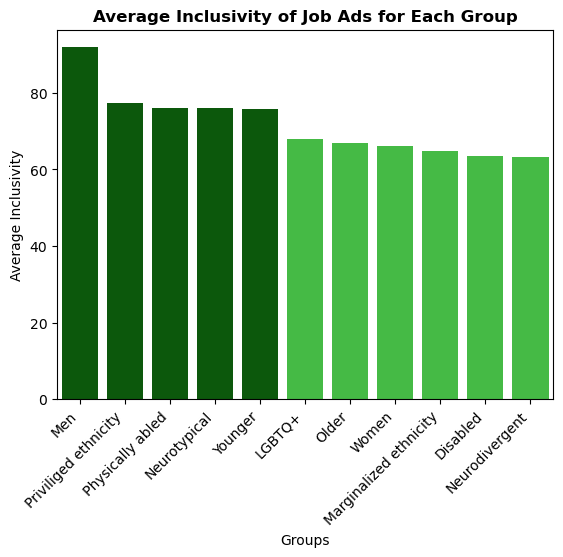 Average Inclusivity of Job Ads for Each Group
Average Inclusivity
80
60
40
20
0
Men
Priviliged ethnicity
Physically abled
Neurotypical
Younger
LGBTQ+
Older
Women
Marginalized ethnicity
Disabled
Neurodivergent
Groups